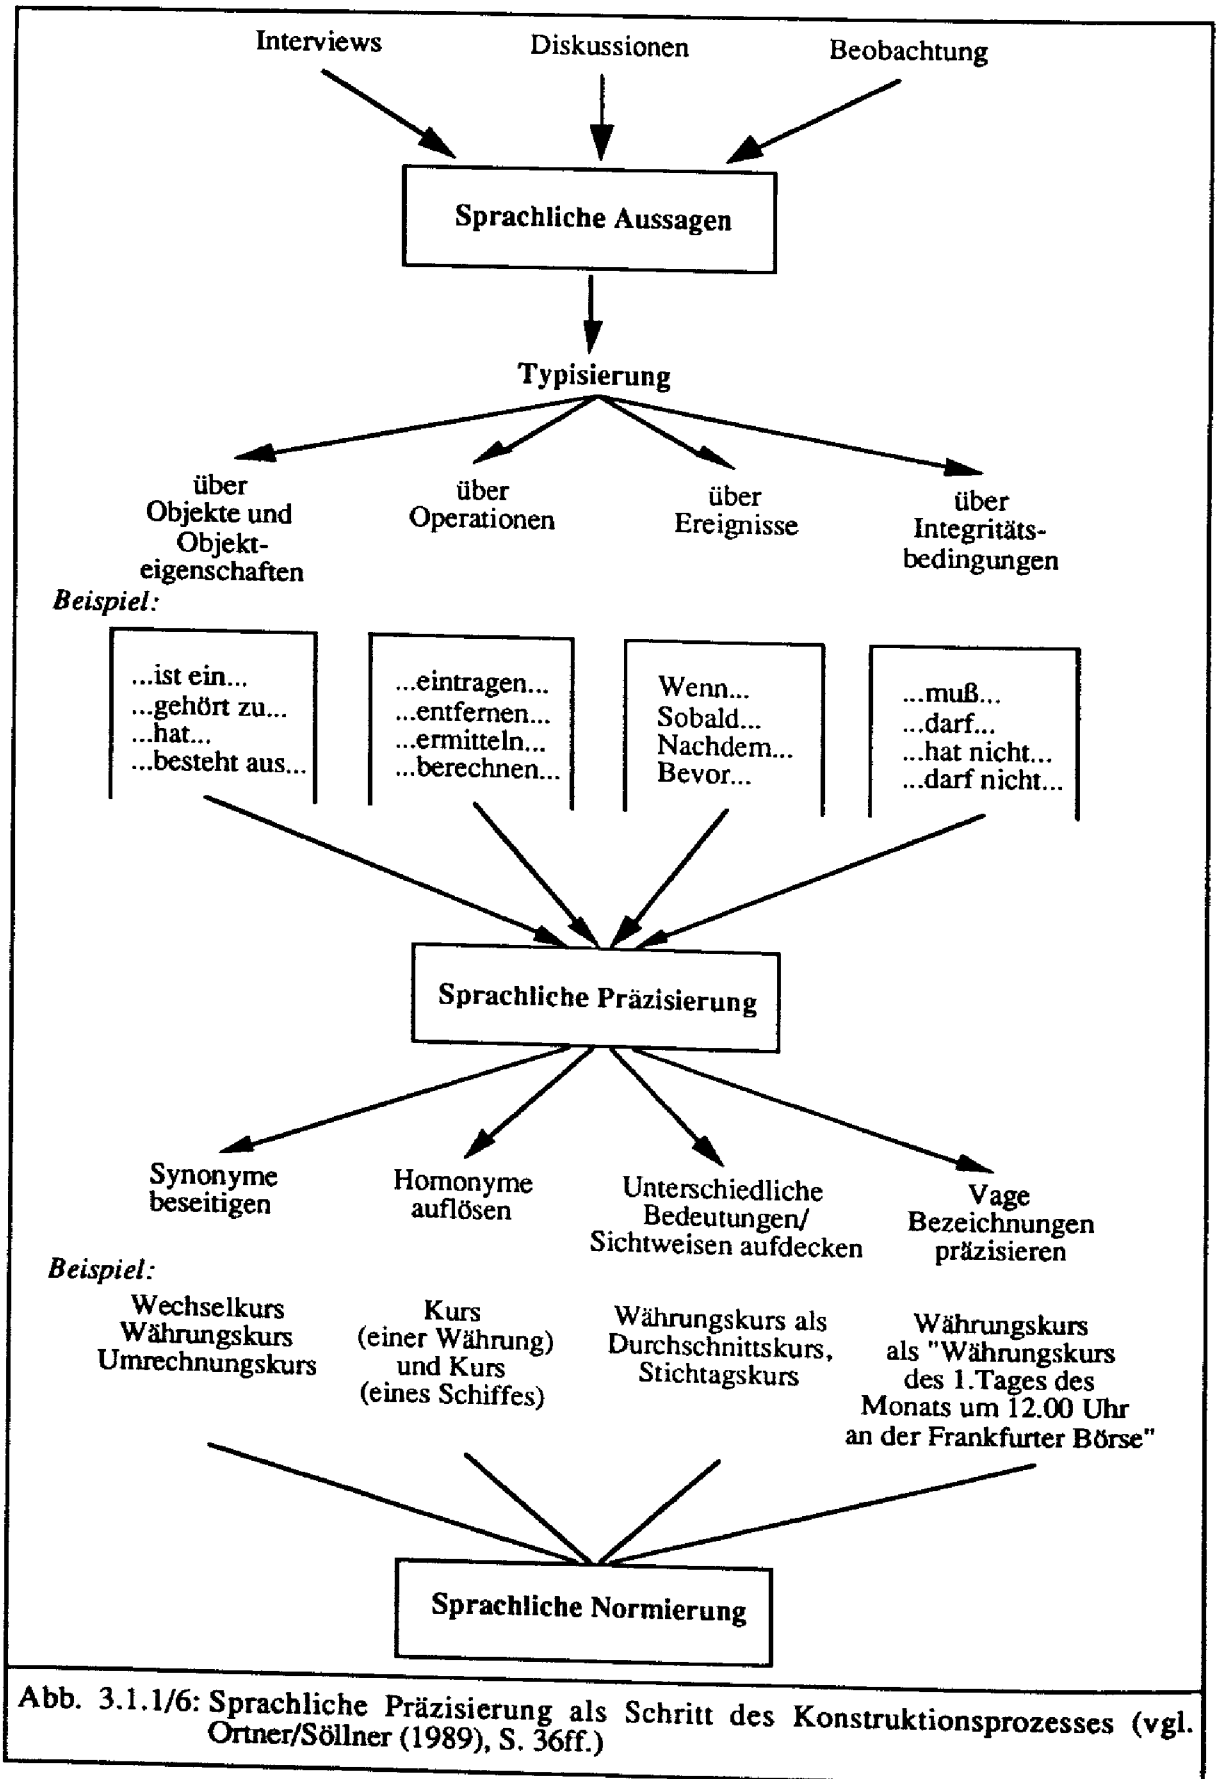 Interviews
Diskussionen
Beobachtung
Sprachliche Aussagen
Typisierung
über
Objekte und
Objekt-
eigenschaften
über
Operationen
über
Ereignisse
über
Integritäts-
bedingungen
Beispiel:
...ist ein...
...gehört zu...
...hat...
...besteht aus...
...eintragen...
...entfernen...
...ermitteln...
...berechnen...
Wenn...
Sobald...
Nachdem...
Bevor...
...muß...
...darf...
...hat nicht...
...darf nicht...
Sprachliche Präzisierung
Synonyme
beseitigen
Homonyme
auflösen
Unterschiedliche
Bedeutungen/
Sichtweisen aufdecken
Vage
Bezeichnungen
präzisieren
Beispiel:
Wechselkurs
Währungskurs
Umrechnungskurs
Kurs
(einer Währung)
und Kurs
(eines Schiffes)
Währungskurs als
Durchschnittskurs,
Stichtagskurs
Währungskurs
als "Währungskurs
des 1.Tages des
Monats um 12.00 Uhr
an der Frankfurter Börse"
Sprachliche Normierung
Abb. 3.1.1/6: Sprachliche Präzisierung als Schritt des Konstruktionsprozesses (vgl.
Ortner/Söllner (1989), S. 36ff.)